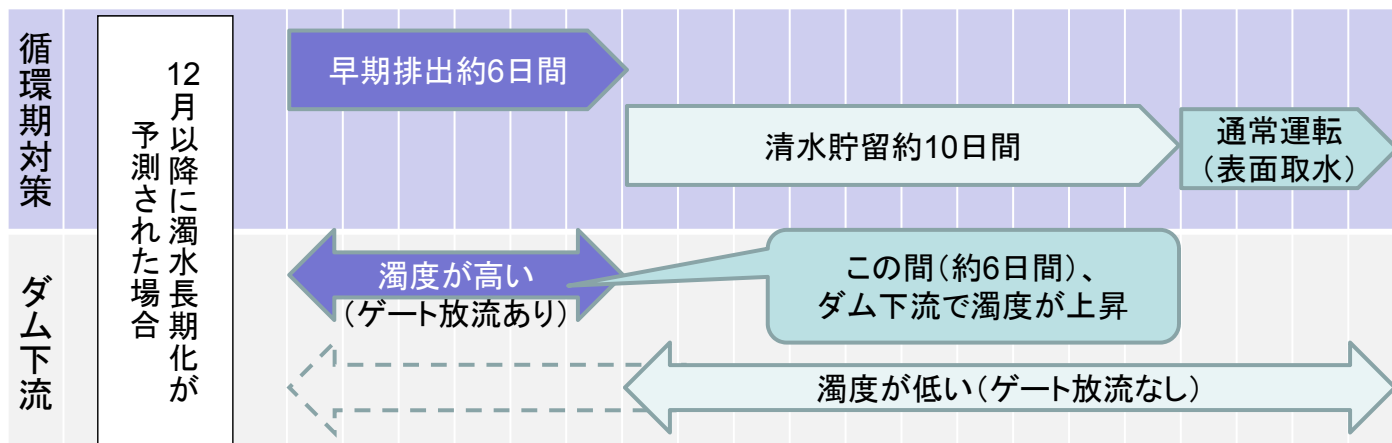 循環期対策
12月以降に濁水長期化が
予測された場合
早期排出約6日間
清水貯留約10日間
通常運転
（表面取水）
ダム下流
濁度が高い
（ゲート放流あり）
この間（約6日間）、
ダム下流で濁度が上昇
濁度が低い（ゲート放流なし）